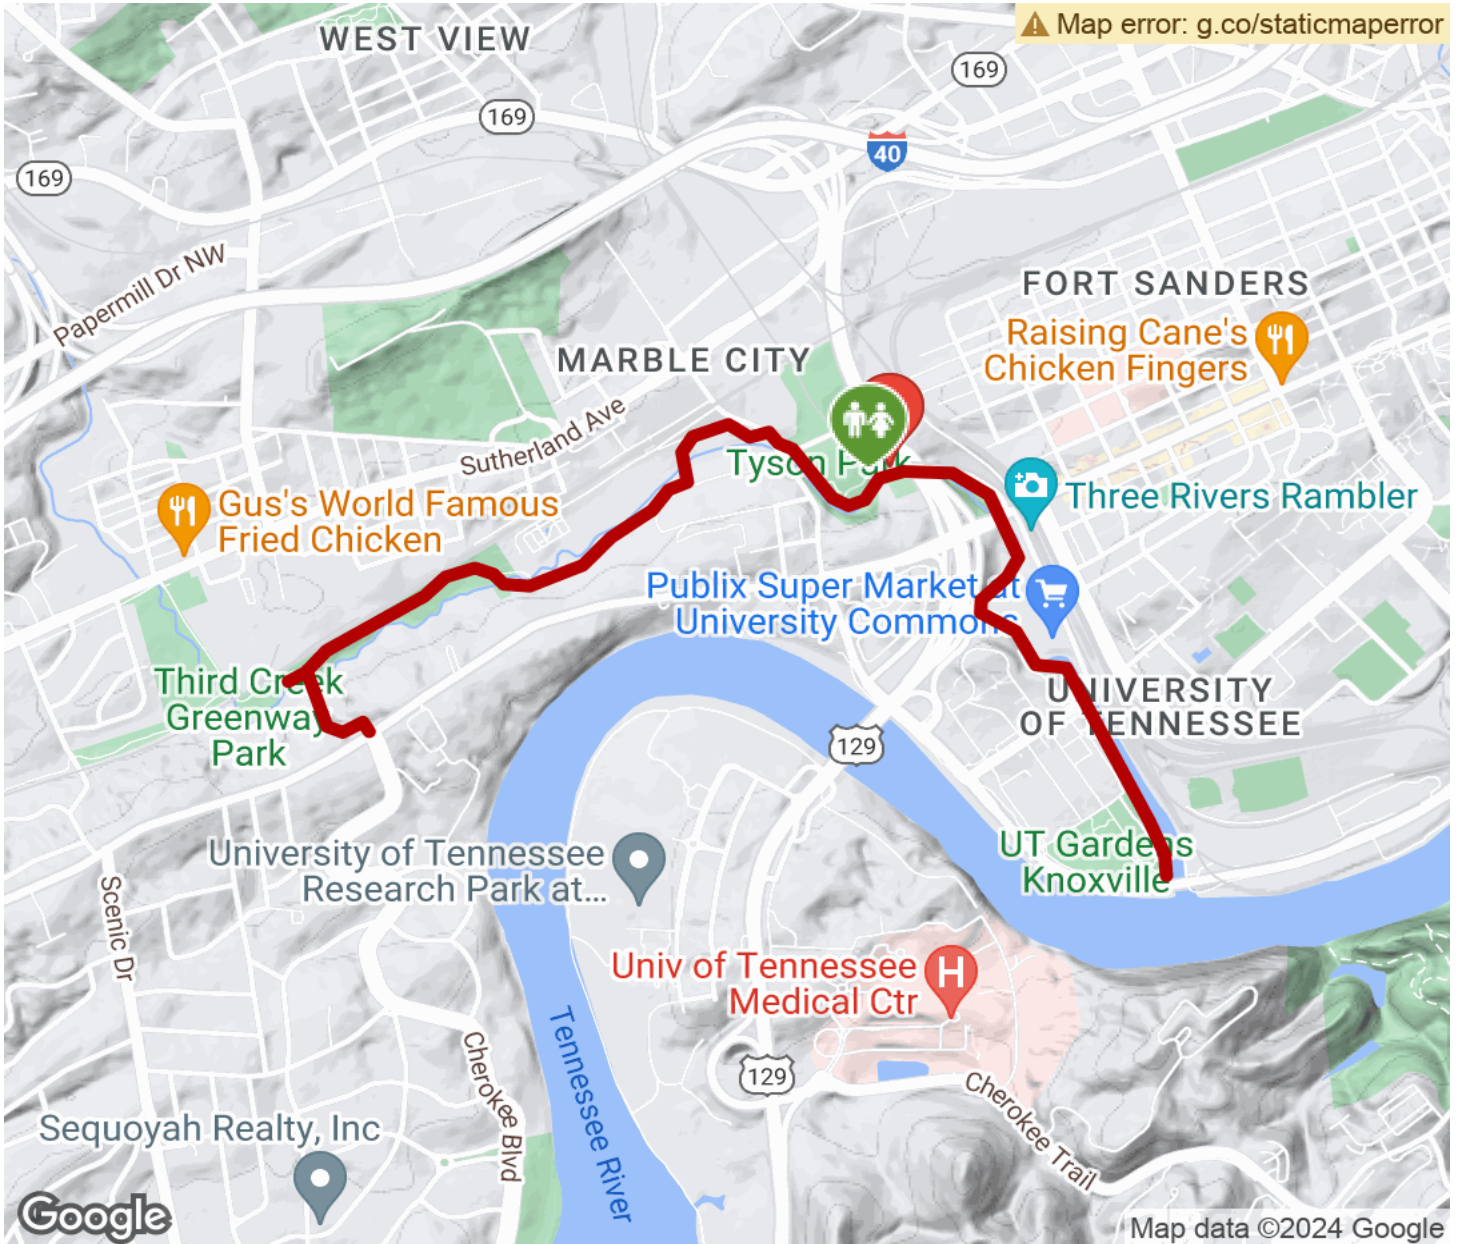 WEST VIEW
Map error: g.co/staticmaperror
169
169
40
169
Papermill Dr NW
FORT SANDERS
Raising Cane's
Chicken Fingers
MARBLE CITY
Sutherland Ave
Tyson Park
Three Rivers Rambler
Gus's World Famous
Fried Chicken
Publix Super Market at
University Commons
Third Creek
Greenway
Park
UNIVERSITY
OF TENNESSEE
129
University of Tennessee
Research Park at...
UT Gardens
Knoxville
Scenic Dr
Univ of Tennessee
Medical Ctr
H
Tennessee River
129
Cherokee Blvd
Cherokee Trail
Sequoyah Realty, Inc
Google
Map data ©2024 Google